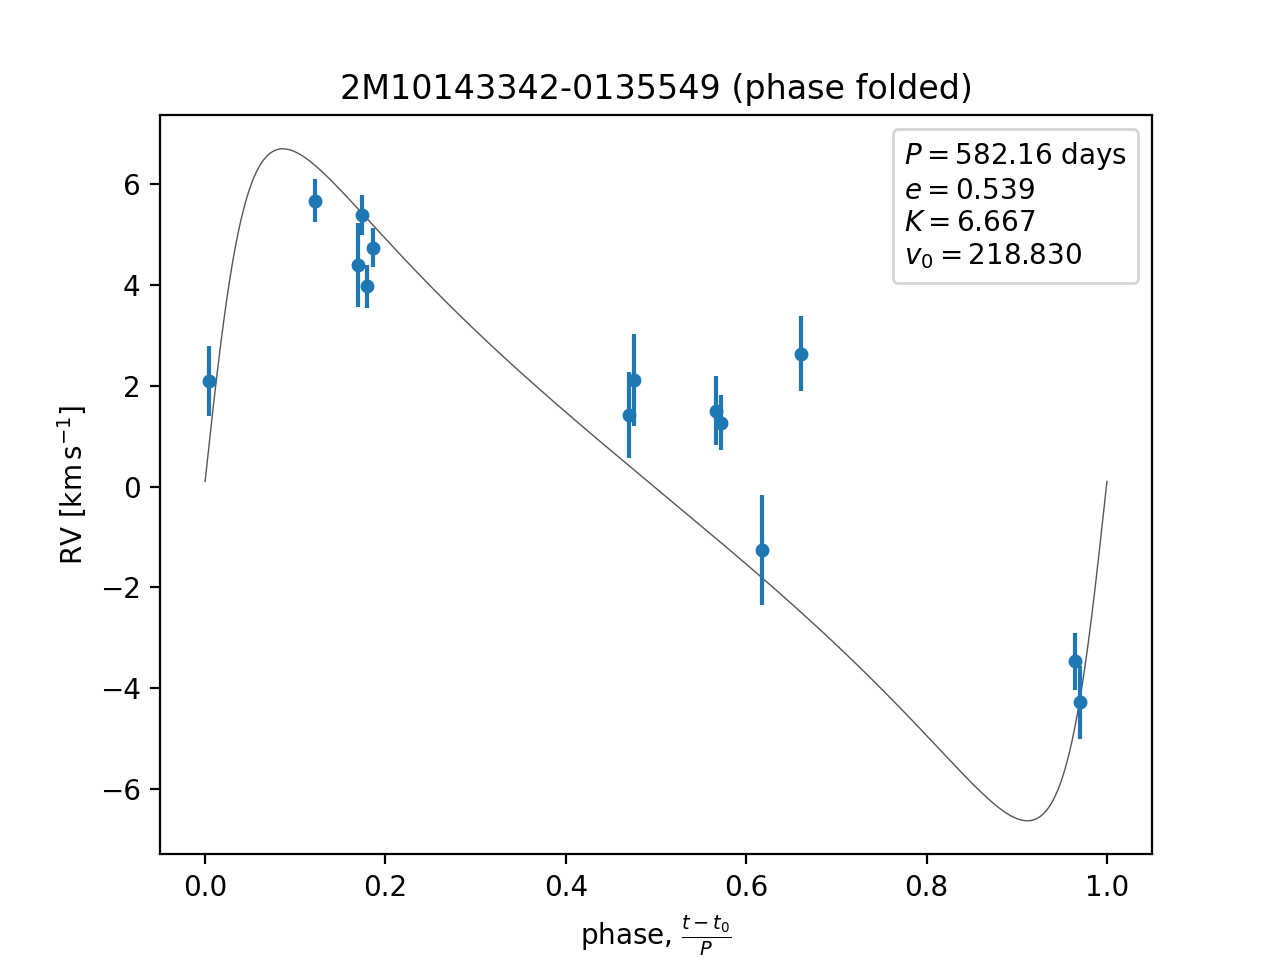 2M10143342-0135549 (phase folded)
P = 582.16 days
e = 0.539
K = 6.667
v₀ = 218.830
RV [km s⁻¹]
6
4
2
0
−2
−4
−6
0.0 0.2 0.4 0.6 0.8 1.0
phase, (t − t₀)/P